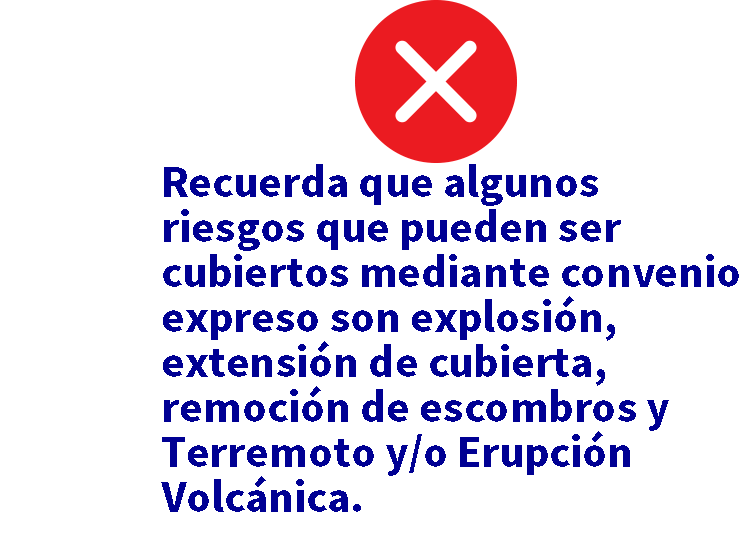 Recuerda que algunos
riesgos que pueden ser
cubiertos mediante convenio
expreso son explosión,
extensión de cubierta,
remoción de escombros y
Terremoto y/o Erupción
Volcánica.